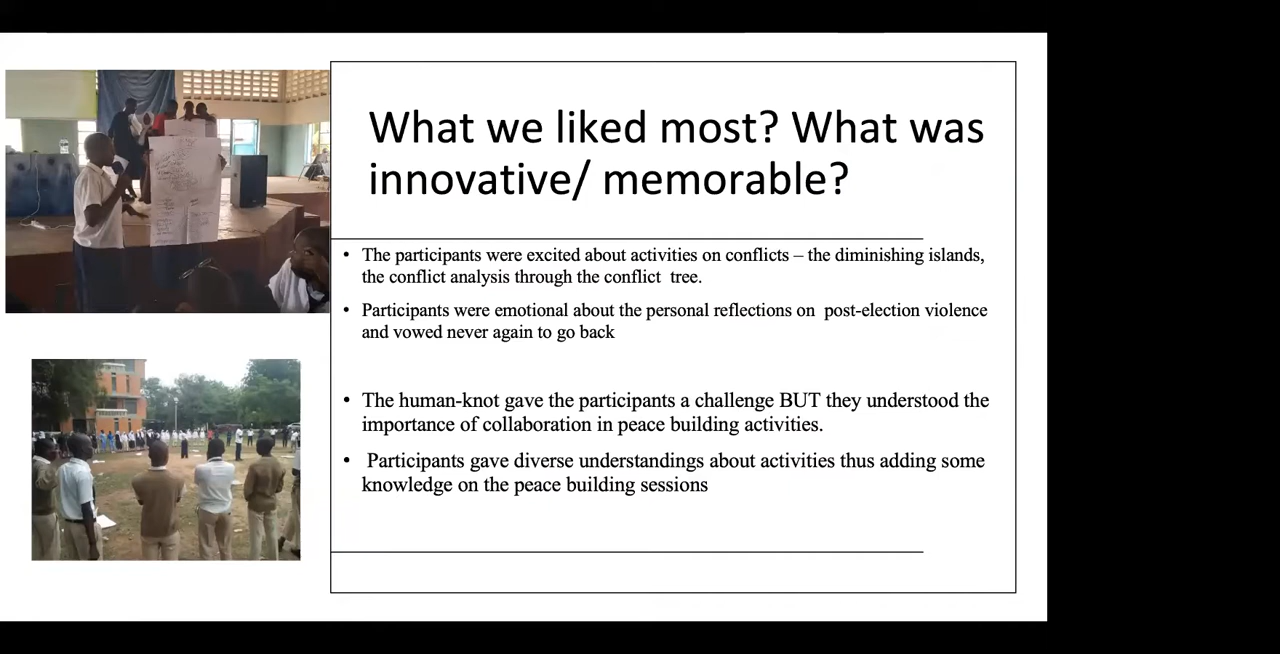 What we liked most? What was
innovative/ memorable?
• The participants were excited about activities on conflicts – the diminishing islands,
the conflict analysis through the conflict tree.
• Participants were emotional about the personal reflections on post-election violence
and vowed never again to go back
• The human-knot gave the participants a challenge BUT they understood the
importance of collaboration in peace building activities.
• Participants gave diverse understandings about activities thus adding some
knowledge on the peace building sessions